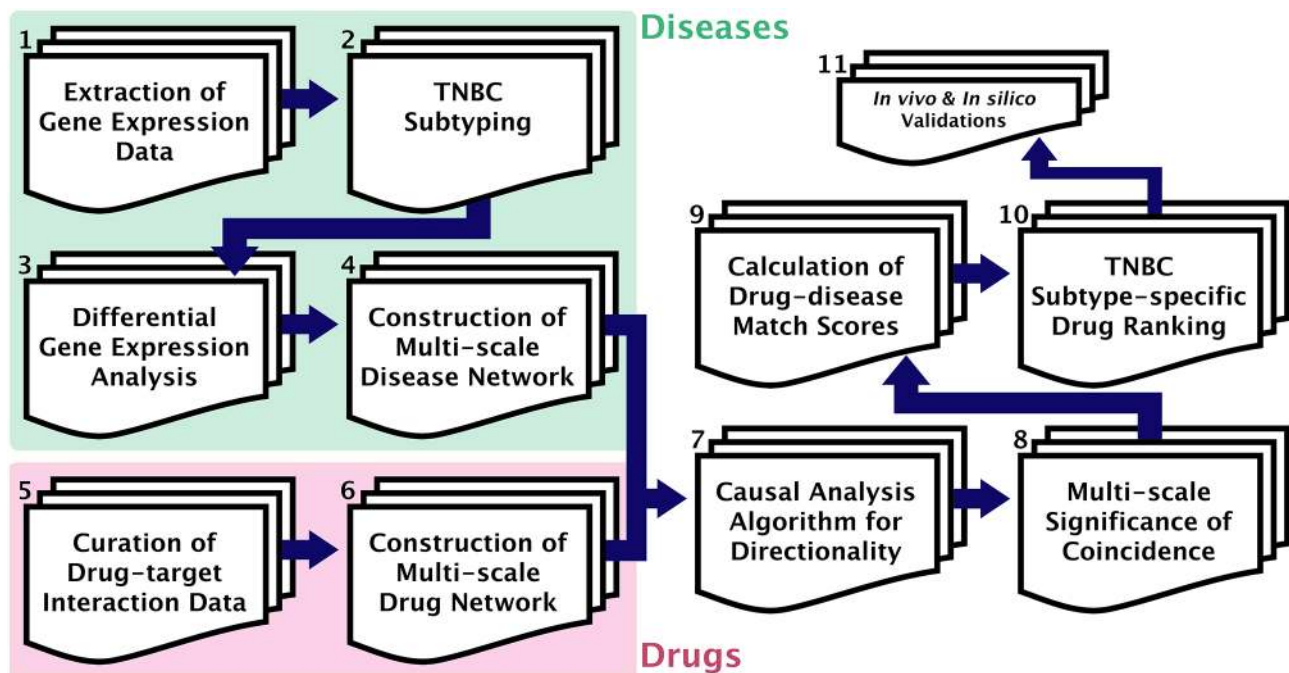 Diseases
1
Extraction of
Gene Expression
Data
2
TNBC
Subtyping
3
Differential
Gene Expression
Analysis
4
Construction of
Multi-scale
Disease Network
5
Curation of
Drug-target
Interaction Data
6
Construction of
Multi-scale
Drug Network
Drugs
7
Causal Analysis
Algorithm for
Directionality
8
Multi-scale
Significance of
Coincidence
9
Calculation of
Drug-disease
Match Scores
10
TNBC
Subtype-specific
Drug Ranking
11
In vivo & In silico
Validations